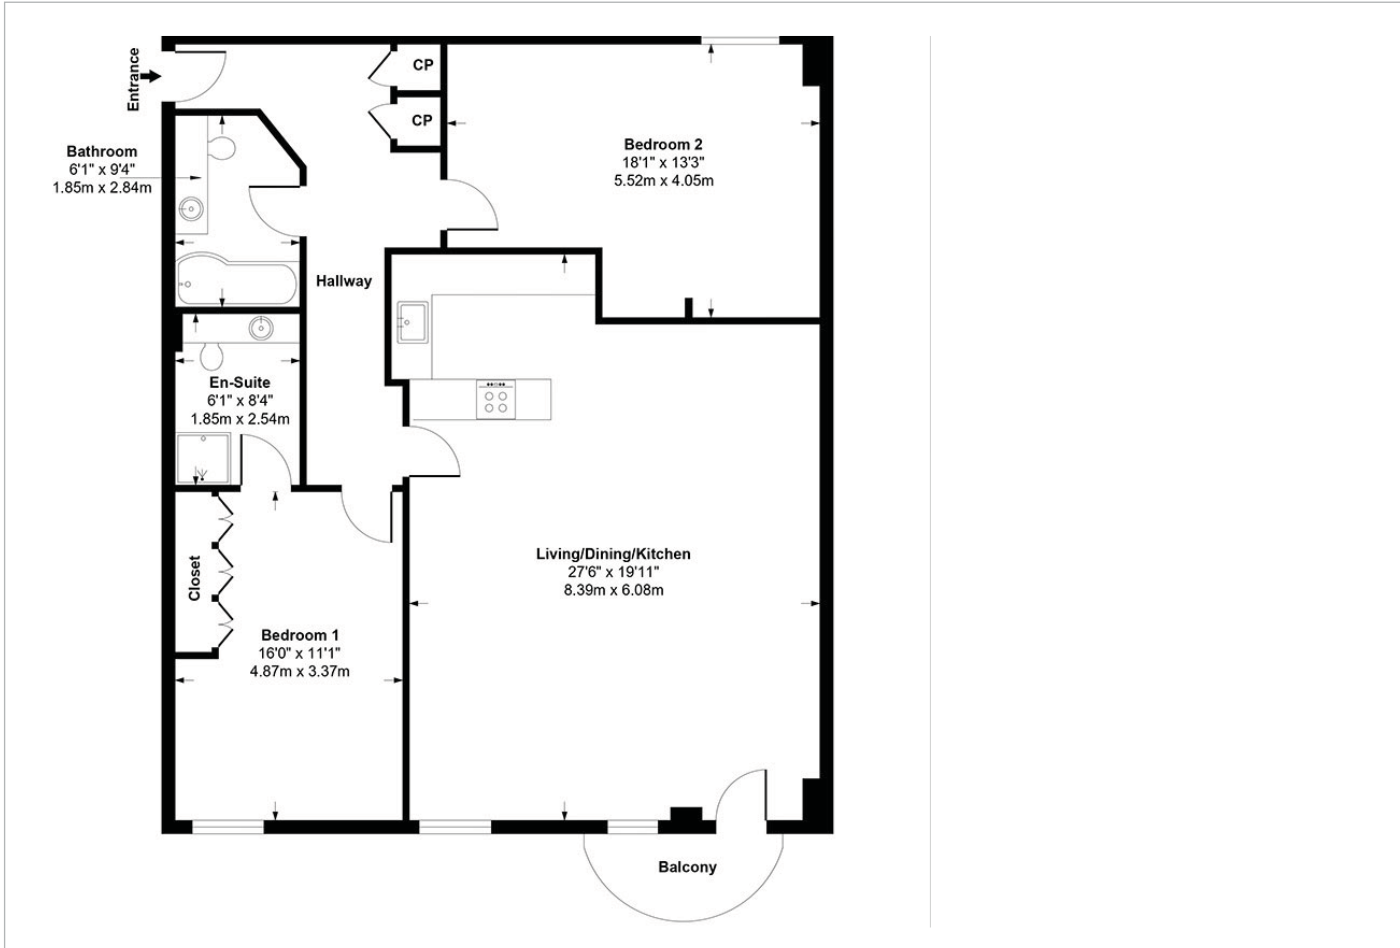 Entrance
CP
CP
Bathroom
6'1" x 9'4"
1.85m x 2.84m
Bedroom 2
18'1" x 13'3"
5.52m x 4.05m
Hallway
En-Suite
6'1" x 8'4"
1.85m x 2.54m
Closet
Living/Dining/Kitchen
27'6" x 19'11"
8.39m x 6.08m
Bedroom 1
16'0" x 11'1"
4.87m x 3.37m
Balcony